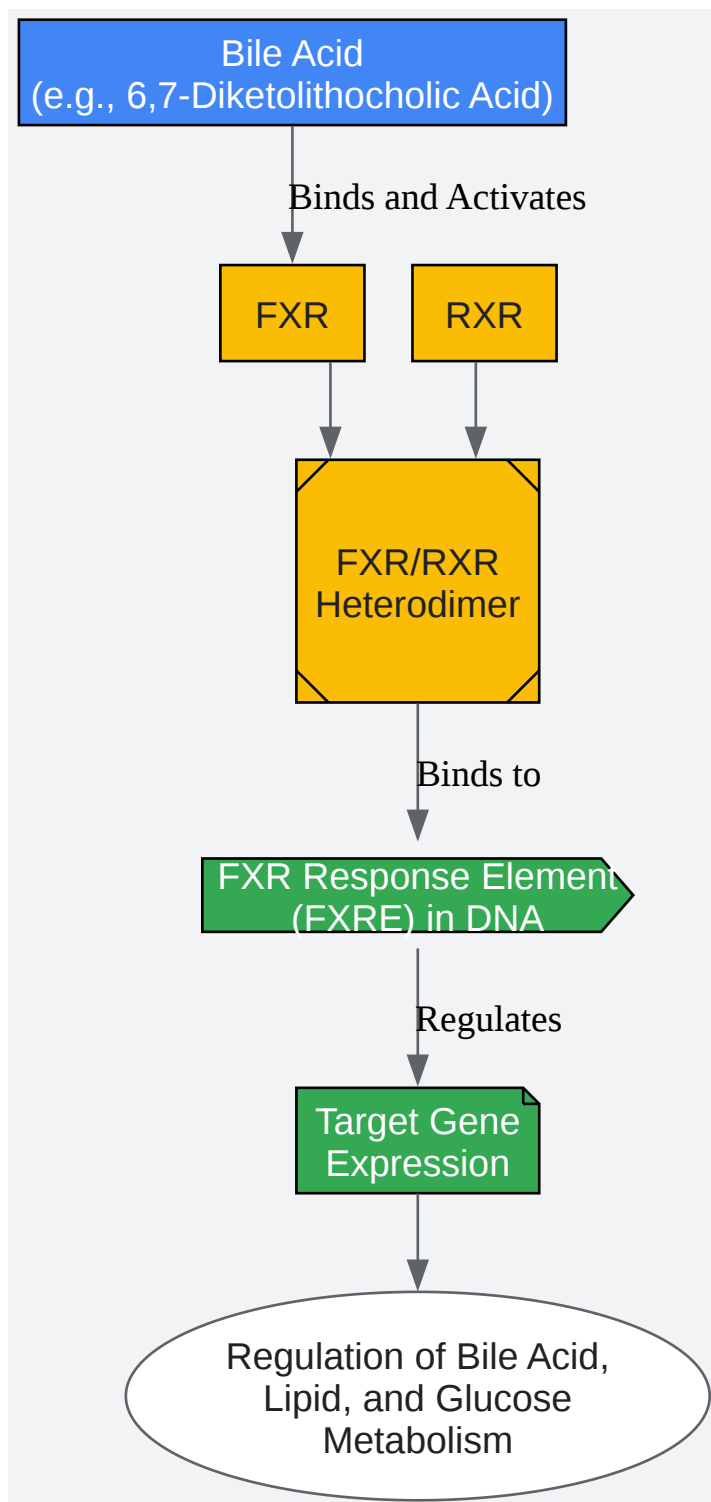 Bile Acid
(e.g., 6,7-Diketolithocholic Acid)
Binds and Activates
FXR
RXR
FXR/RXR
Heterodimer
Binds to
FXR Response Element
(FXRE) in DNA
Regulates
Target Gene
Expression
Regulation of Bile Acid,
Lipid, and Glucose
Metabolism